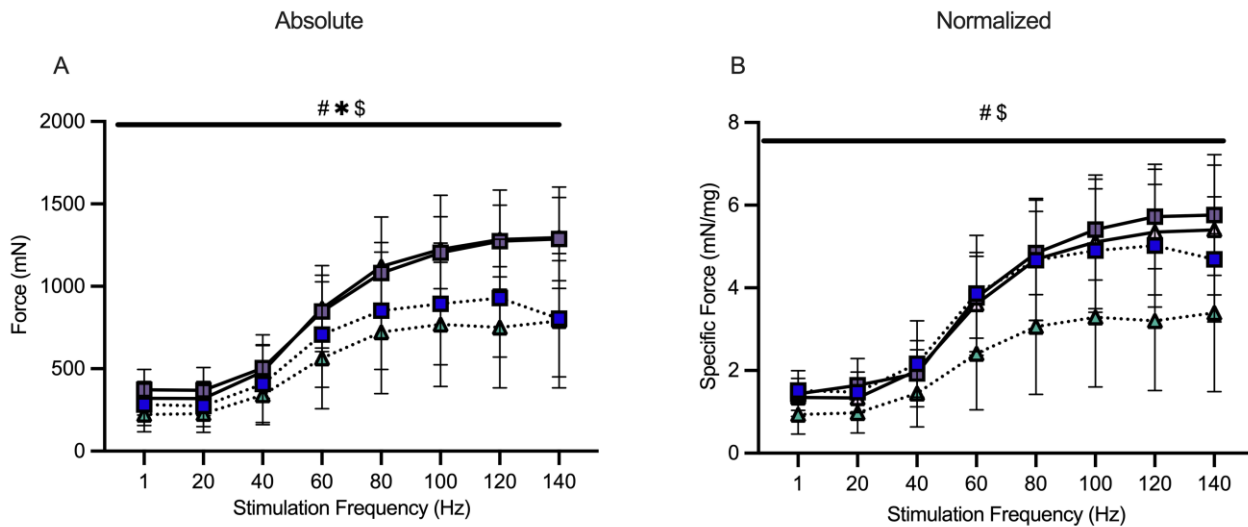 Absolute
Normalized
A
B
# * $
# $
2000
1500
1000
500
0
Force (mN)
1 20 40 60 80 100 120 140
Stimulation Frequency (Hz)
8
6
4
2
0
Specific Force (mN/mg)
1 20 40 60 80 100 120 140
Stimulation Frequency (Hz)